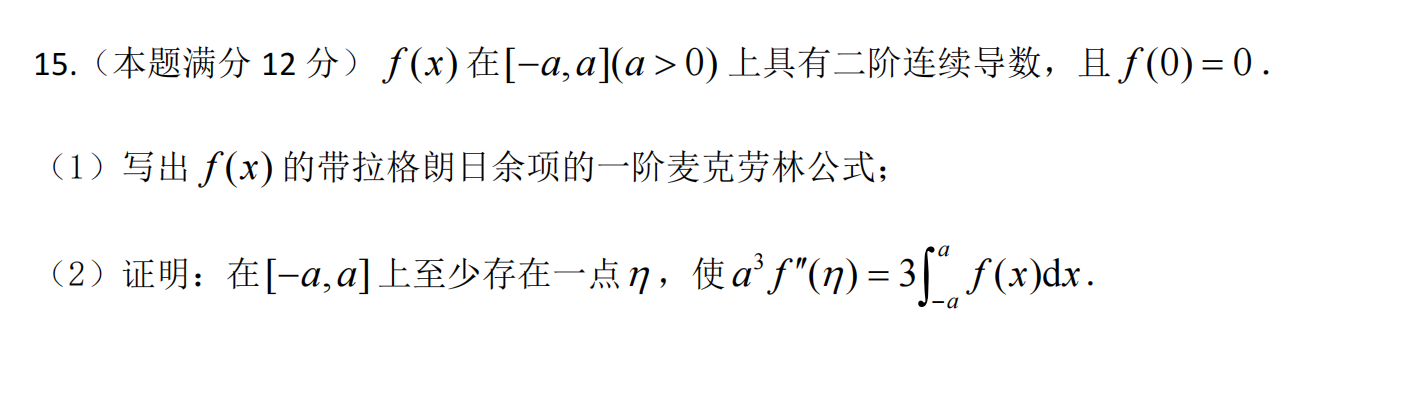 15.（本题满分 12 分） f(x) 在[−a,a](a>0) 上具有二阶连续导数，且 f(0)=0．
（1）写出 f(x) 的带拉格朗日余项的一阶麦克劳林公式；
（2）证明：在[−a,a]上至少存在一点η，使 a³f″(η)=3∫₋ₐᵃ f(x)dx．